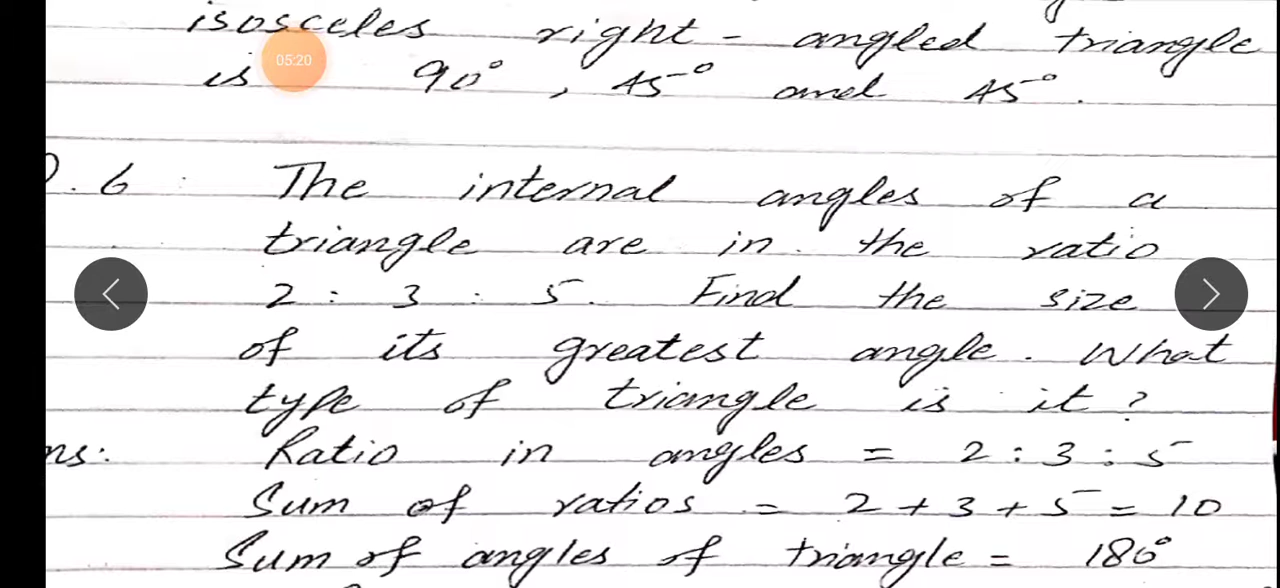 isosceles right - angled triangle
05:20
is 90° , 45° and 45° .
. 6 : The internal angles of a
triangle are in the ratio
2 : 3 : 5. Find the size
of its greatest angle. What
type of triangle is it ?
ns: Ratio in angles = 2 : 3 : 5
Sum of ratios = 2 + 3 + 5 = 10
Sum of angles of triangle = 180°